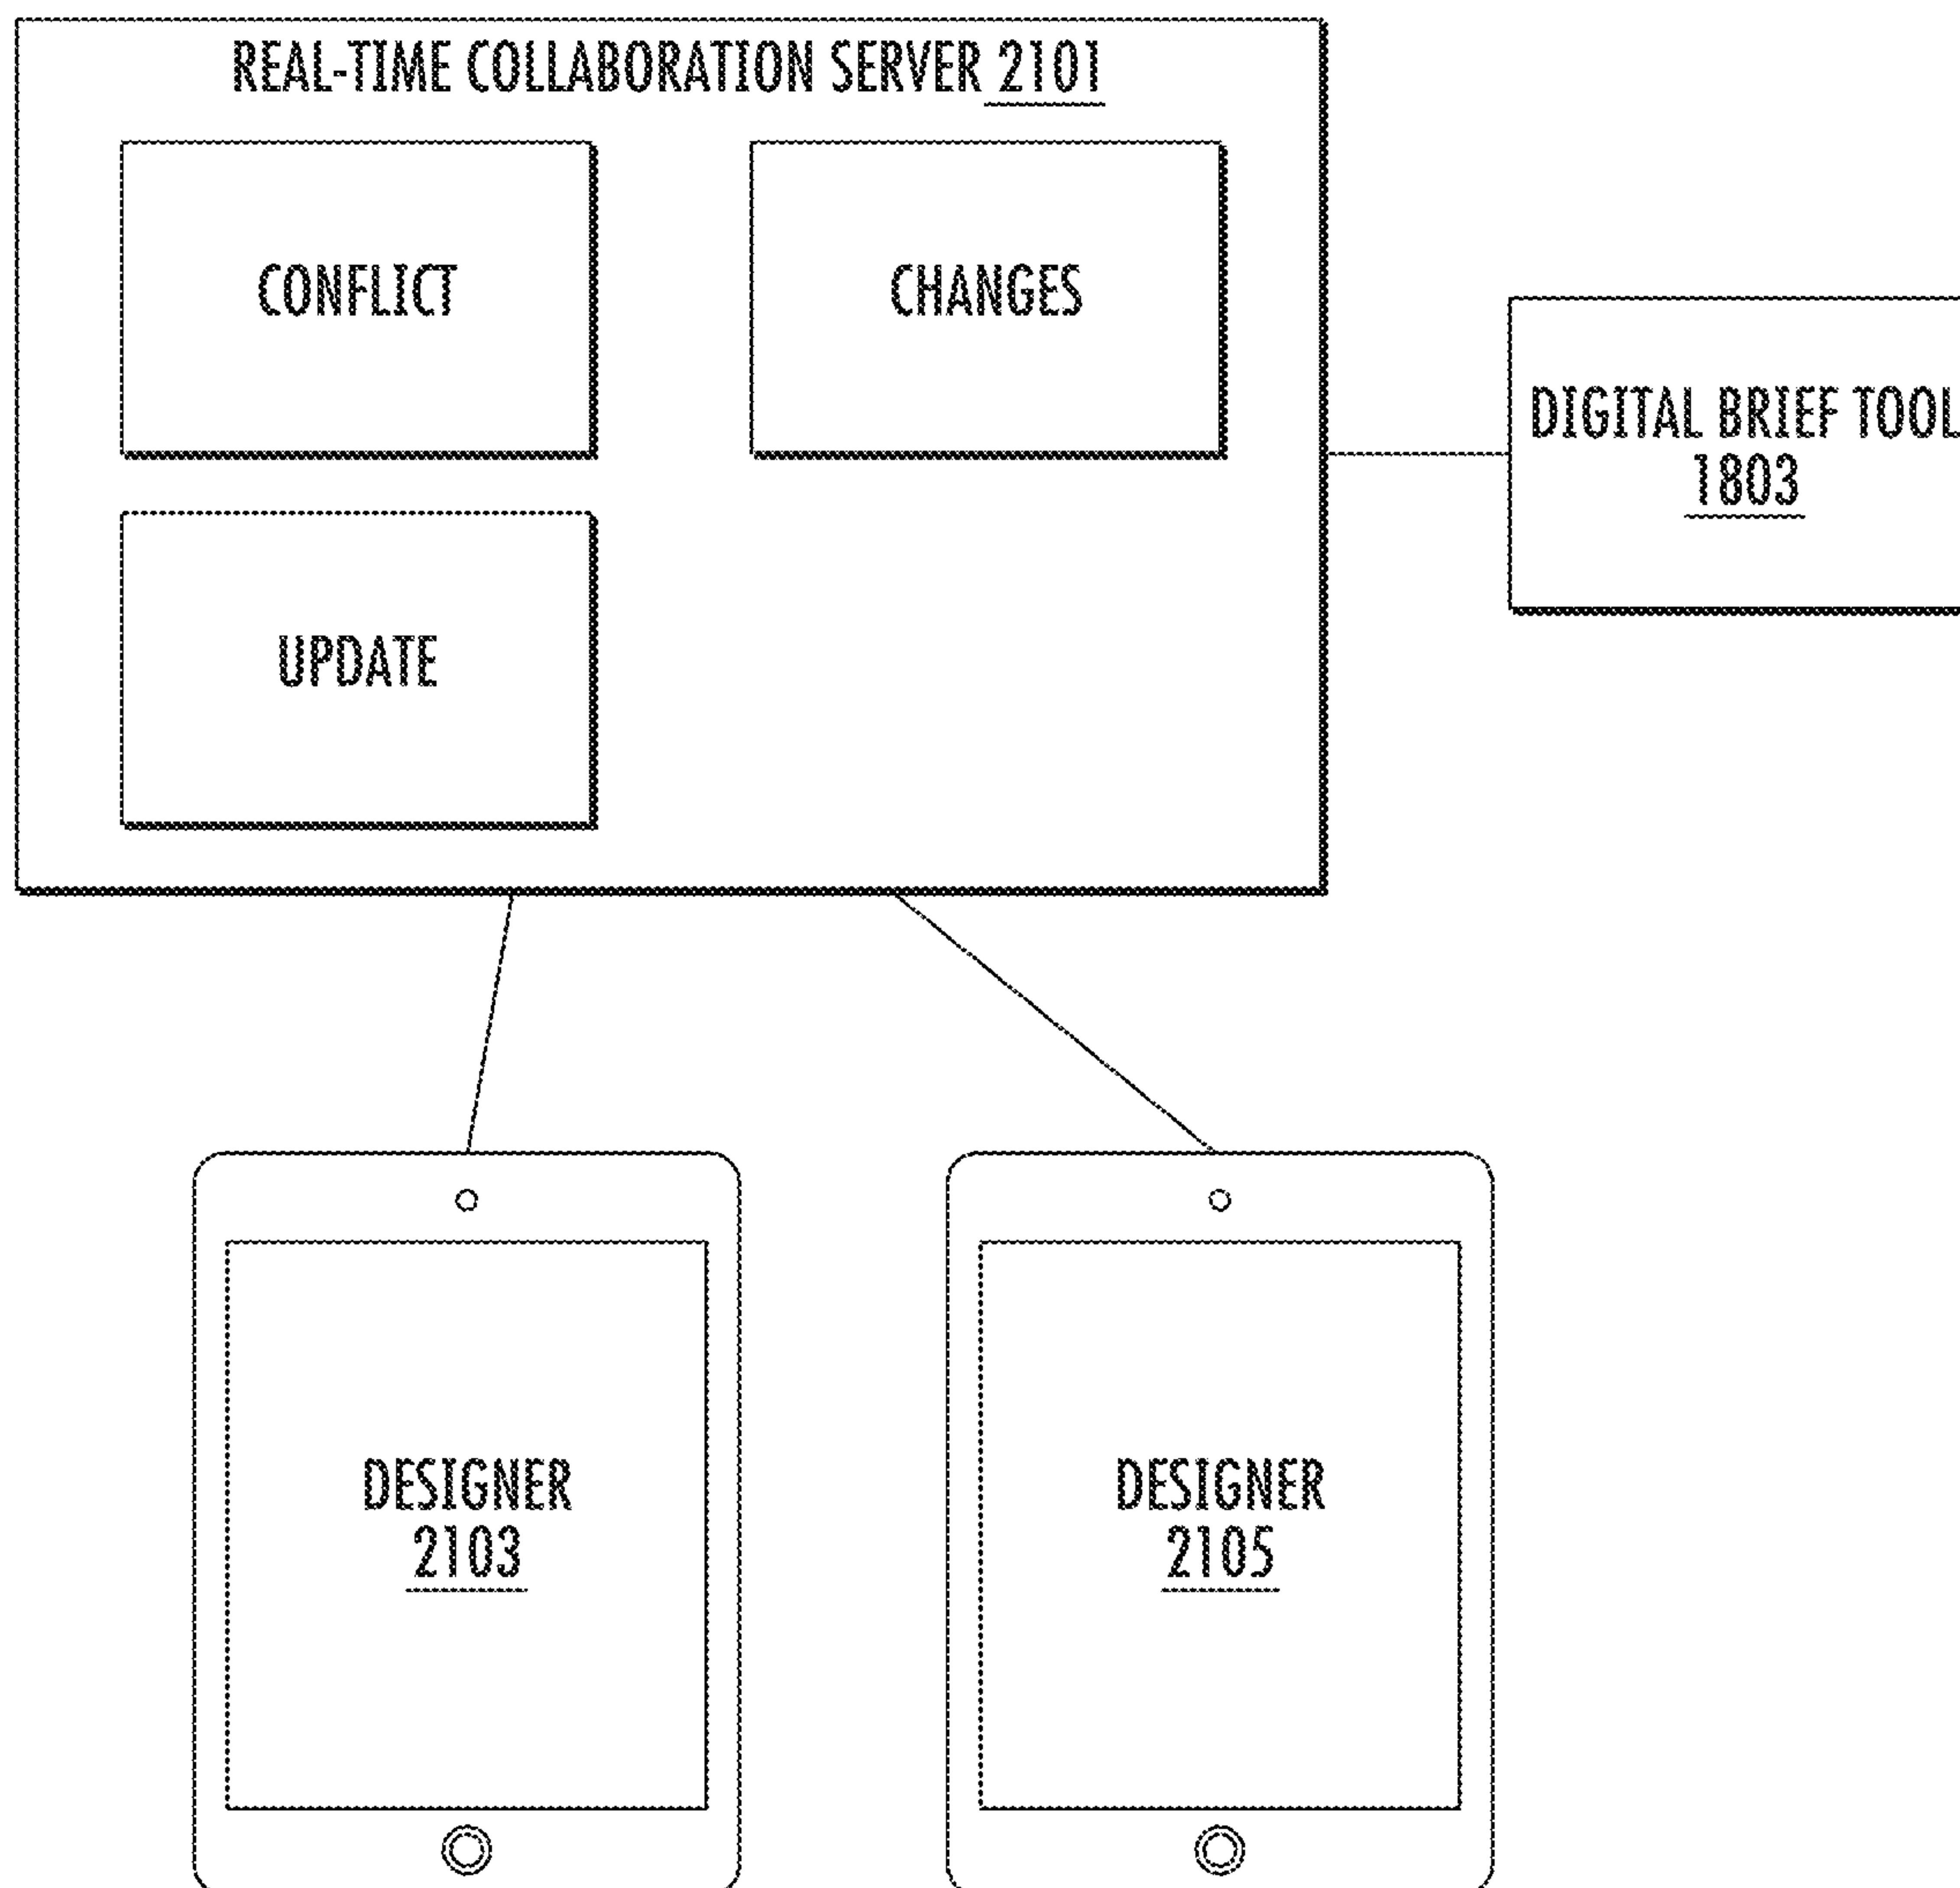 REAL-TIME COLLABORATION SERVER 2101
CONFLICT
CHANGES
DIGITAL BRIEF TOOL
1803
UPDATE
DESIGNER
2103
DESIGNER
2105